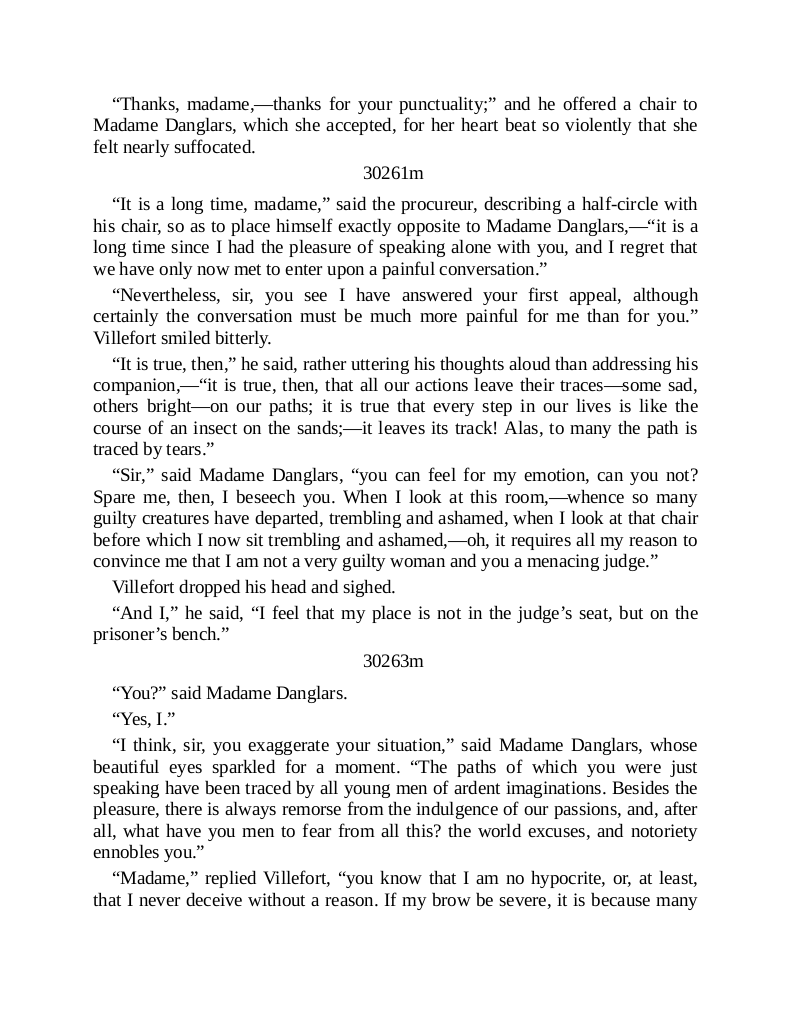 “Thanks, madame,—thanks for your punctuality;” and he offered a chair to
Madame Danglars, which she accepted, for her heart beat so violently that she
felt nearly suffocated.
30261m
“It is a long time, madame,” said the procureur, describing a half-circle with
his chair, so as to place himself exactly opposite to Madame Danglars,—“it is a
long time since I had the pleasure of speaking alone with you, and I regret that
we have only now met to enter upon a painful conversation.”
“Nevertheless, sir, you see I have answered your first appeal, although
certainly the conversation must be much more painful for me than for you.”
Villefort smiled bitterly.
“It is true, then,” he said, rather uttering his thoughts aloud than addressing his
companion,—“it is true, then, that all our actions leave their traces—some sad,
others bright—on our paths; it is true that every step in our lives is like the
course of an insect on the sands;—it leaves its track! Alas, to many the path is
traced by tears.”
“Sir,” said Madame Danglars, “you can feel for my emotion, can you not?
Spare me, then, I beseech you. When I look at this room,—whence so many
guilty creatures have departed, trembling and ashamed, when I look at that chair
before which I now sit trembling and ashamed,—oh, it requires all my reason to
convince me that I am not a very guilty woman and you a menacing judge.”
Villefort dropped his head and sighed.
“And I,” he said, “I feel that my place is not in the judge’s seat, but on the
prisoner’s bench.”
30263m
“You?” said Madame Danglars.
“Yes, I.”
“I think, sir, you exaggerate your situation,” said Madame Danglars, whose
beautiful eyes sparkled for a moment. “The paths of which you were just
speaking have been traced by all young men of ardent imaginations. Besides the
pleasure, there is always remorse from the indulgence of our passions, and, after
all, what have you men to fear from all this? the world excuses, and notoriety
ennobles you.”
“Madame,” replied Villefort, “you know that I am no hypocrite, or, at least,
that I never deceive without a reason. If my brow be severe, it is because many